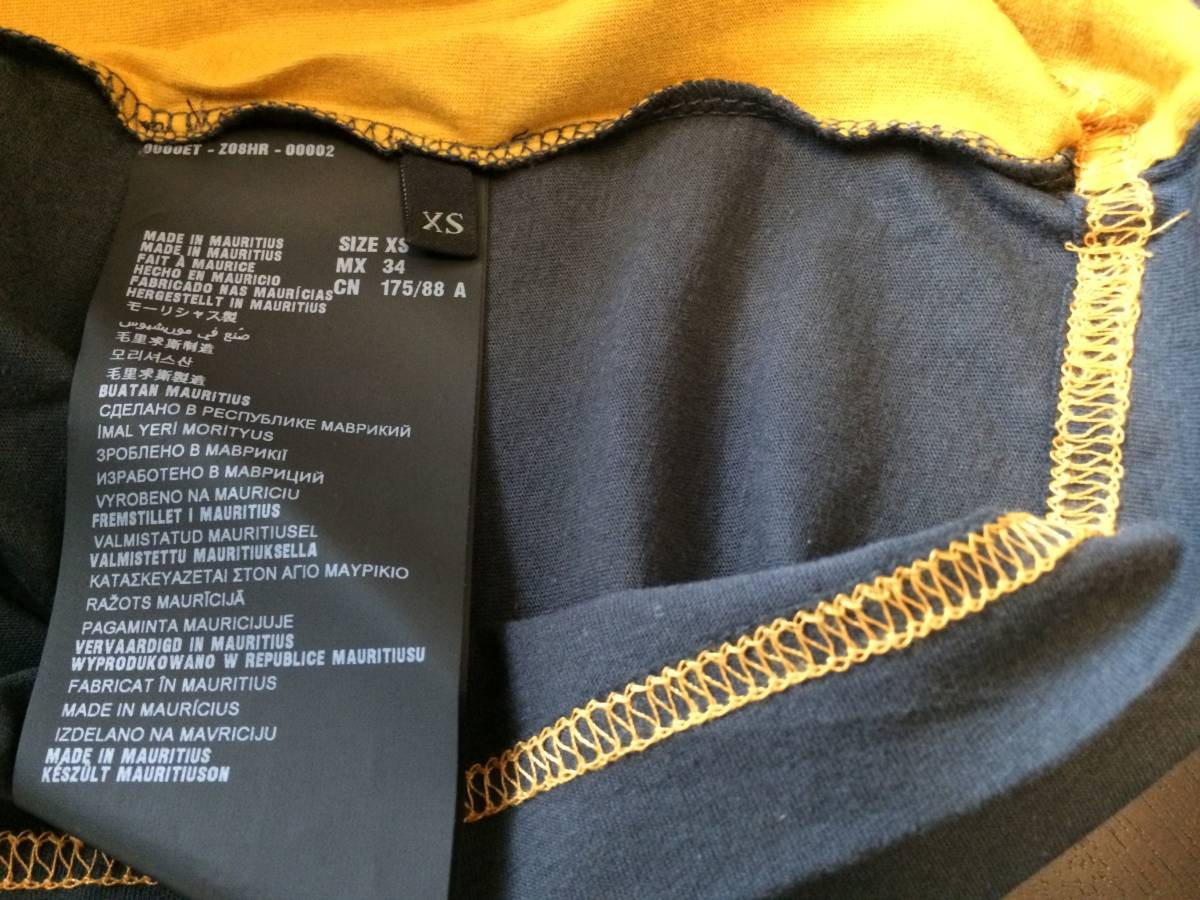 0000ET - Z08HR - 00002
XS
SIZE XS
MX 34
CN 175/88 A
MADE IN MAURITIUS
MADE IN MAURITIUS
FAIT À MAURICE
HECHO EN MAURICIO
FABRICADO NAS MAURÍCIAS
HERGESTELLT IN MAURITIUS
モーリシャス製
صنع في موريشيوس
毛里求斯制造
모리셔스산
毛里求斯製造
BUATAN MAURITIUS
СДЕЛАНО В РЕСПУБЛИКЕ МАВРИКИЙ
İMAL YERİ MORİTYUS
ЗРОБЛЕНО В МАВРИКІЇ
ИЗРАБОТЕНО В МАВРИЦИЙ
VYROBENO NA MAURICIU
FREMSTILLET I MAURITIUS
VALMISTATUD MAURITIUSEL
VALMISTETTU MAURITIUKSELLA
ΚΑΤΑΣΚΕΥΑΖΕΤΑΙ ΣΤΟΝ ΑΓΙΟ ΜΑΥΡΙΚΙΟ
RAŽOTS MAURĪCIJĀ
PAGAMINTA MAURICIJUJE
VERVAARDIGD IN MAURITIUS
WYPRODUKOWANO W REPUBLICE MAURITIUSU
FABRICAT ÎN MAURITIUS
MADE IN MAURÍCIUS
IZDELANO NA MAVRICIJU
MADE IN MAURITIUS
KÉSZÜLT MAURITIUSON